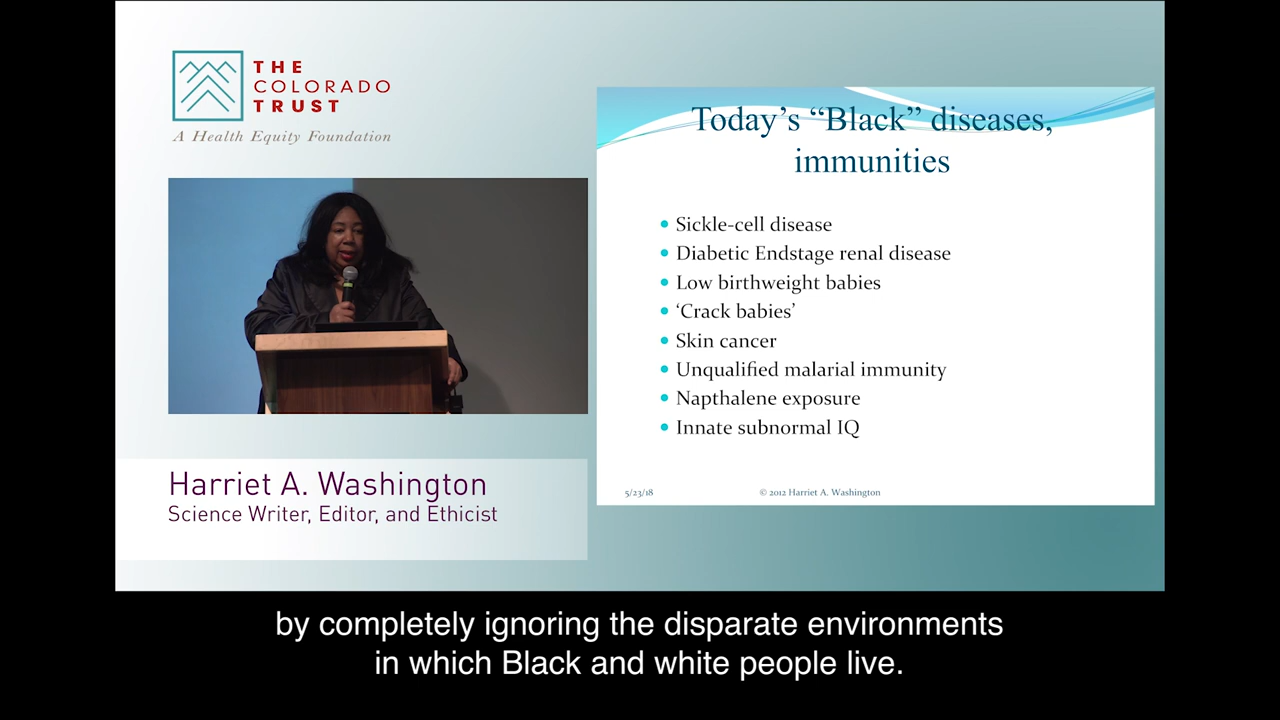 THE
COLORADO
TRUST
A Health Equity Foundation
Today's “Black” diseases,
immunities
Sickle-cell disease
Diabetic Endstage renal disease
Low birthweight babies
‘Crack babies’
Skin cancer
Unqualified malarial immunity
Napthalene exposure
Innate subnormal IQ
5/23/18
© 2012 Harriet A. Washington
Harriet A. Washington
Science Writer, Editor, and Ethicist
by completely ignoring the disparate environments
in which Black and white people live.